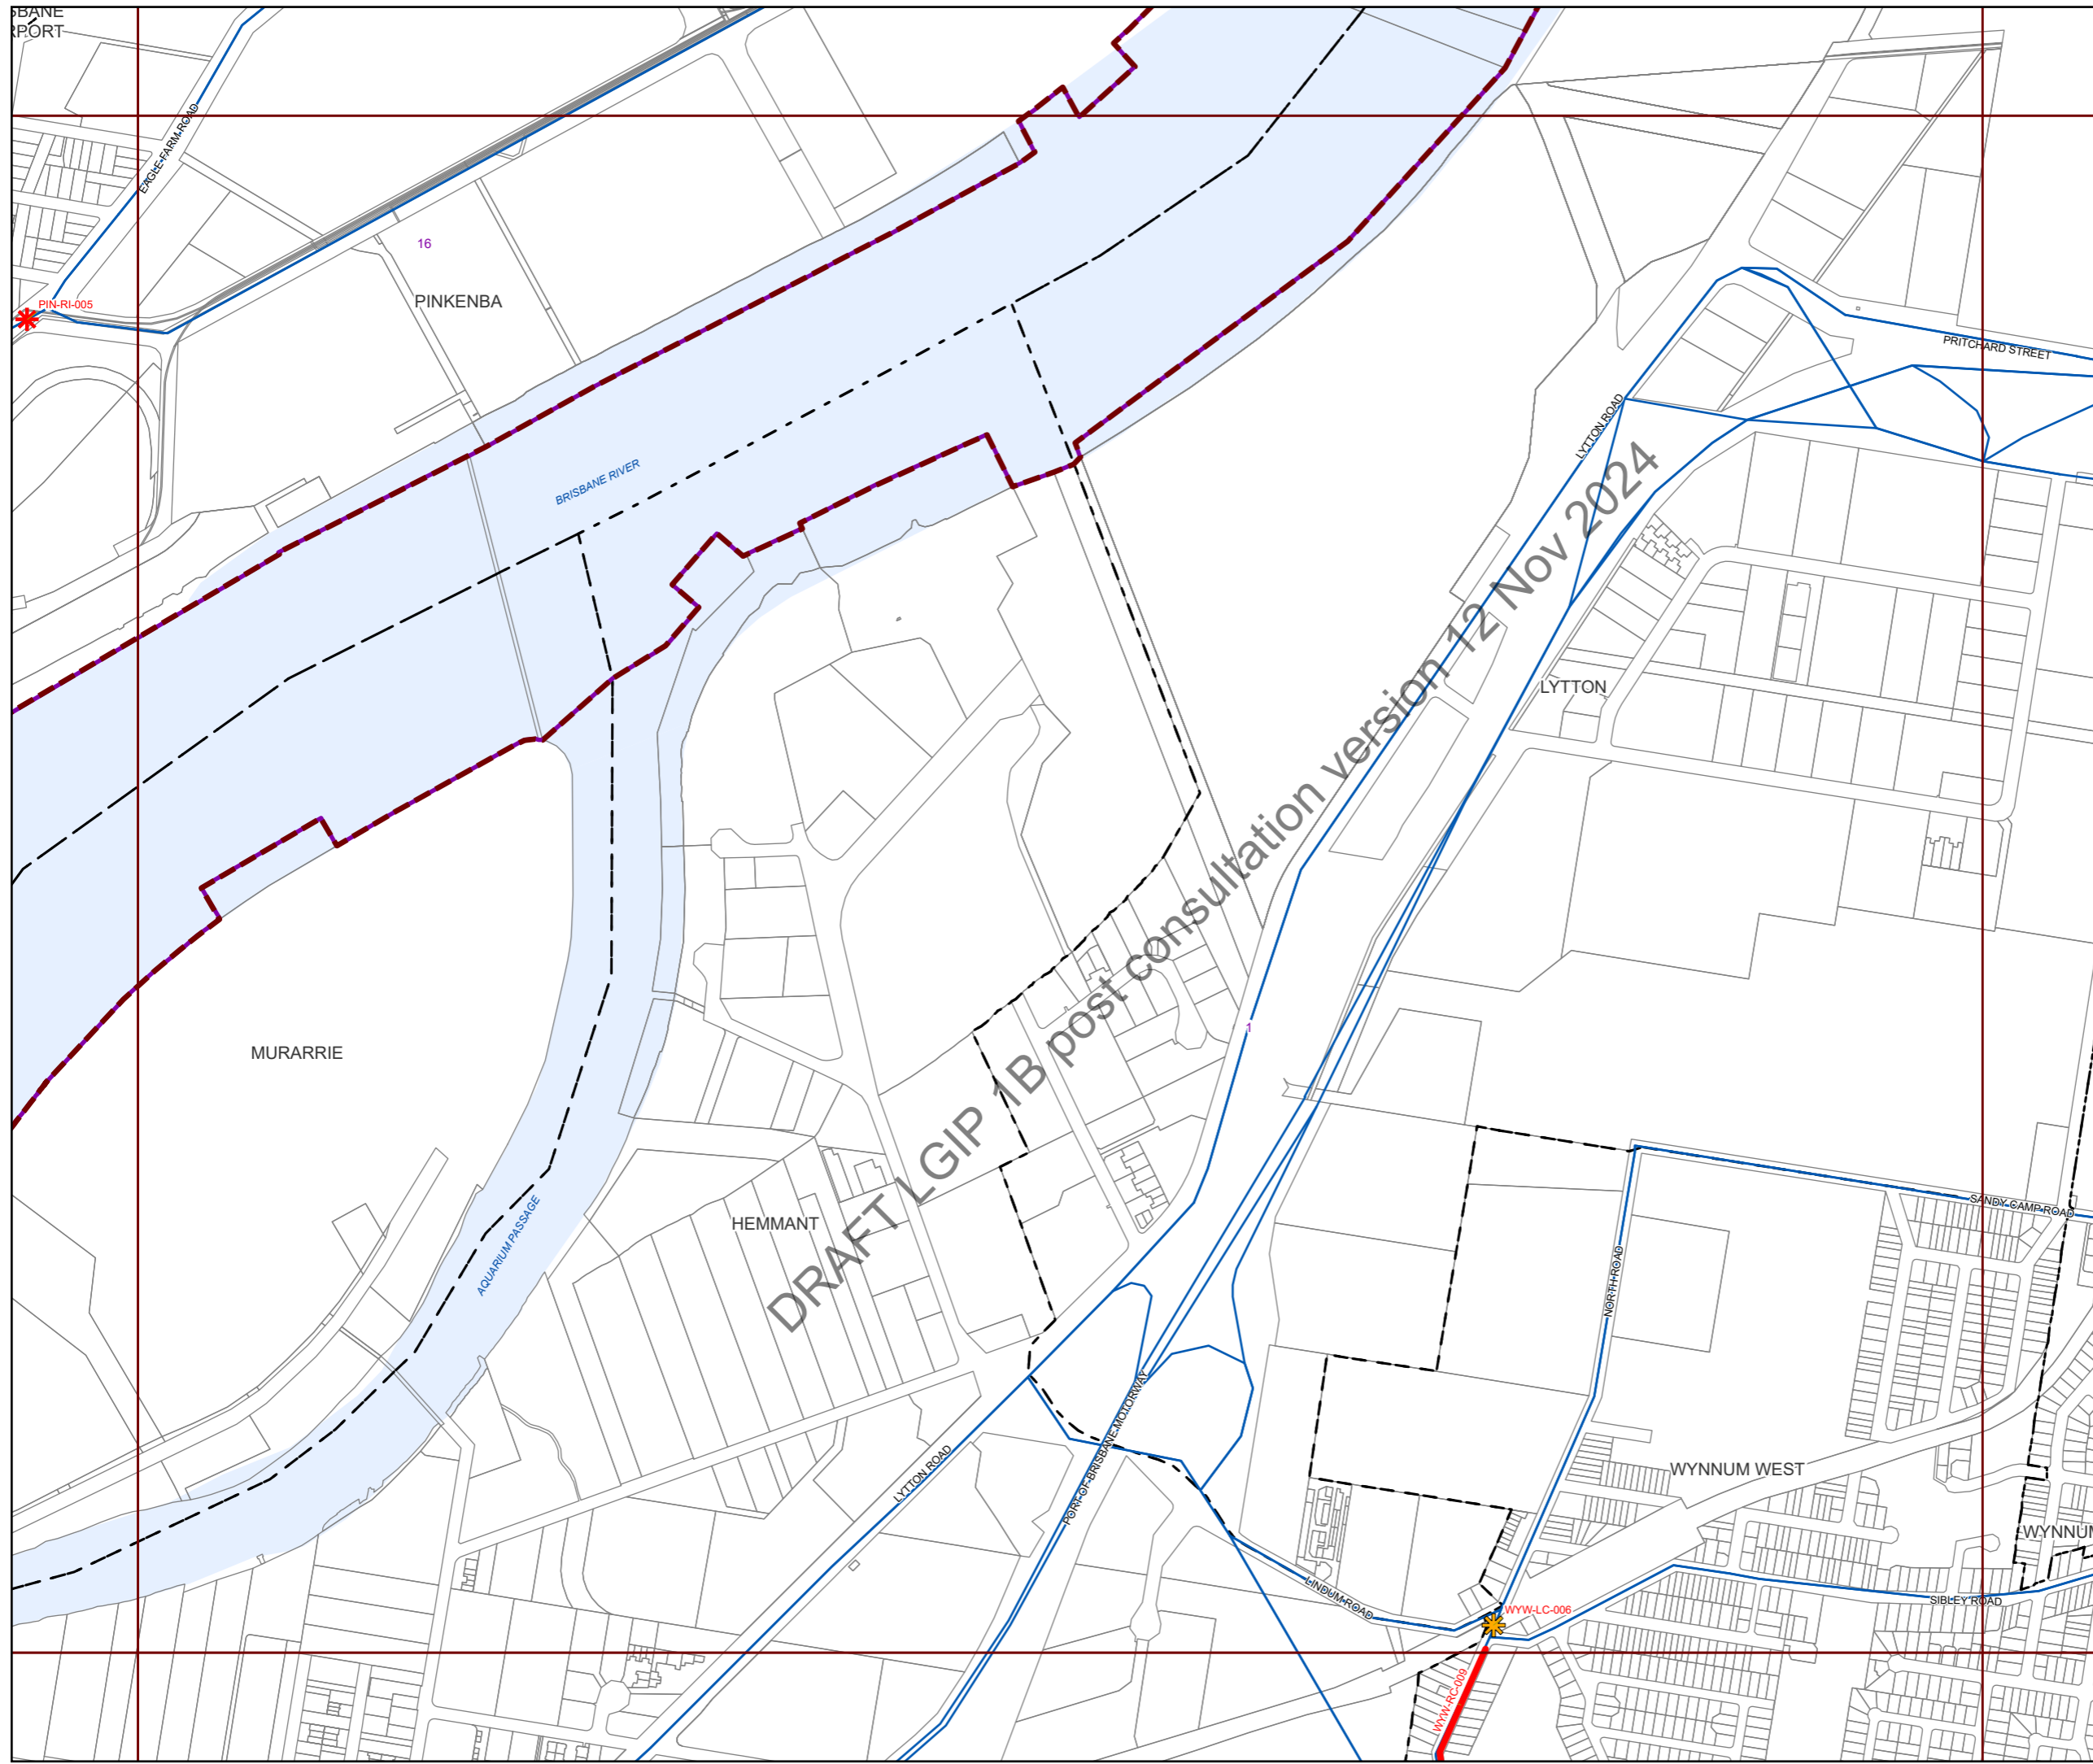 SBANE
RPORT
EAGLE FARM ROAD
16
PIN-RI-005
PINKENBA
PRITCHARD STREET
LYTTON ROAD
BRISBANE RIVER
LYTTON
DRAFT LGIP 1B post consultation version 12 Nov 2024
1
MURARRIE
AQUARIUM PASSAGE
HEMMANT
SANDY CAMP ROAD
NORTH ROAD
PORT OF BRISBANE MOTORWAY
LYTTON ROAD
WYNNUM WEST
WYNNUM
LINDUM ROAD
SIBLEY ROAD
WYW-LC-006
WYW-RC-009